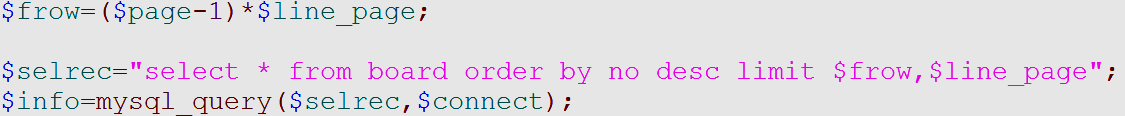 $frow=($page-1)*$line_page;
$selrec="select * from board order by no desc limit $frow,$line_page";
$info=mysql_query($selrec,$connect);